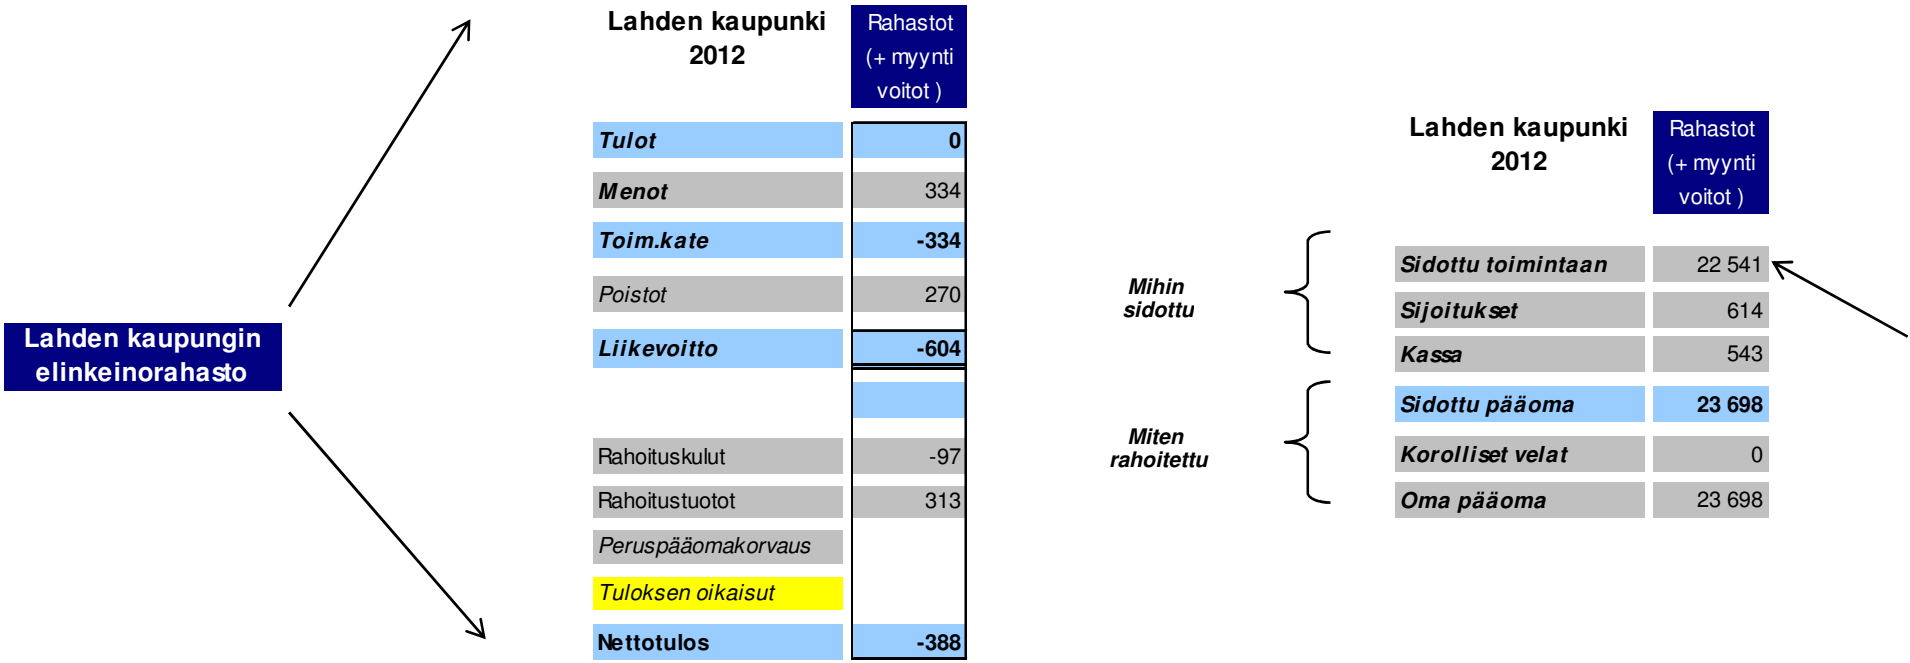 Lahden kaupungin
elinkeinorahasto
Lahden kaupunki
2012
Rahastot
(+ myynti
voitot )
Tulot 0
Menot 334
Toim.kate -334
Poistot 270
Liikevoitto -604
Rahoituskulut -97
Rahoitustuotot 313
Peruspääomakorvaus
Tuloksen oikaisut
Nettotulos -388
Lahden kaupunki
2012
Rahastot
(+ myynti
voitot )
Mihin
sidottu
Sidottu toimintaan 22 541
Sijoitukset 614
Kassa 543
Sidottu pääoma 23 698
Miten
rahoitettu
Korolliset velat 0
Oma pääoma 23 698